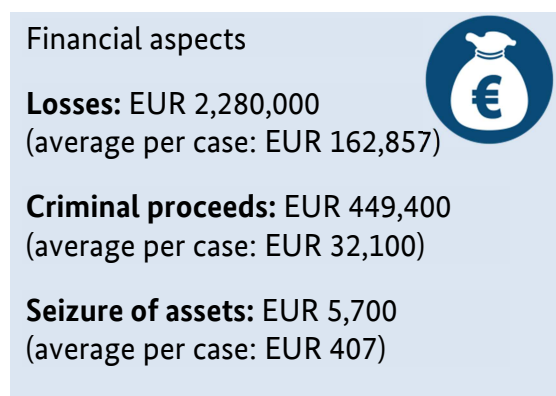 Financial aspects
Losses: EUR 2,280,000
(average per case: EUR 162,857)
Criminal proceeds: EUR 449,400
(average per case: EUR 32,100)
Seizure of assets: EUR 5,700
(average per case: EUR 407)
€